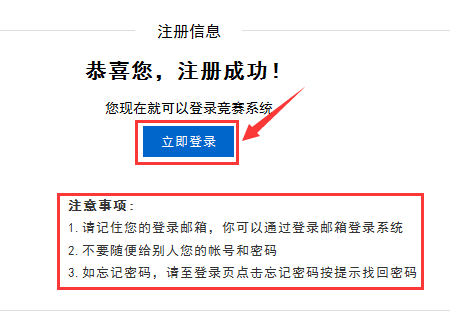 注册信息
恭喜您，注册成功！
您现在就可以登录竞赛系统
立即登录
注意事项:
1. 请记住您的登录邮箱，你可以通过登录邮箱登录系统
2. 不要随便给别人您的帐号和密码
3. 如忘记密码，请至登录页点击忘记密码按提示找回密码